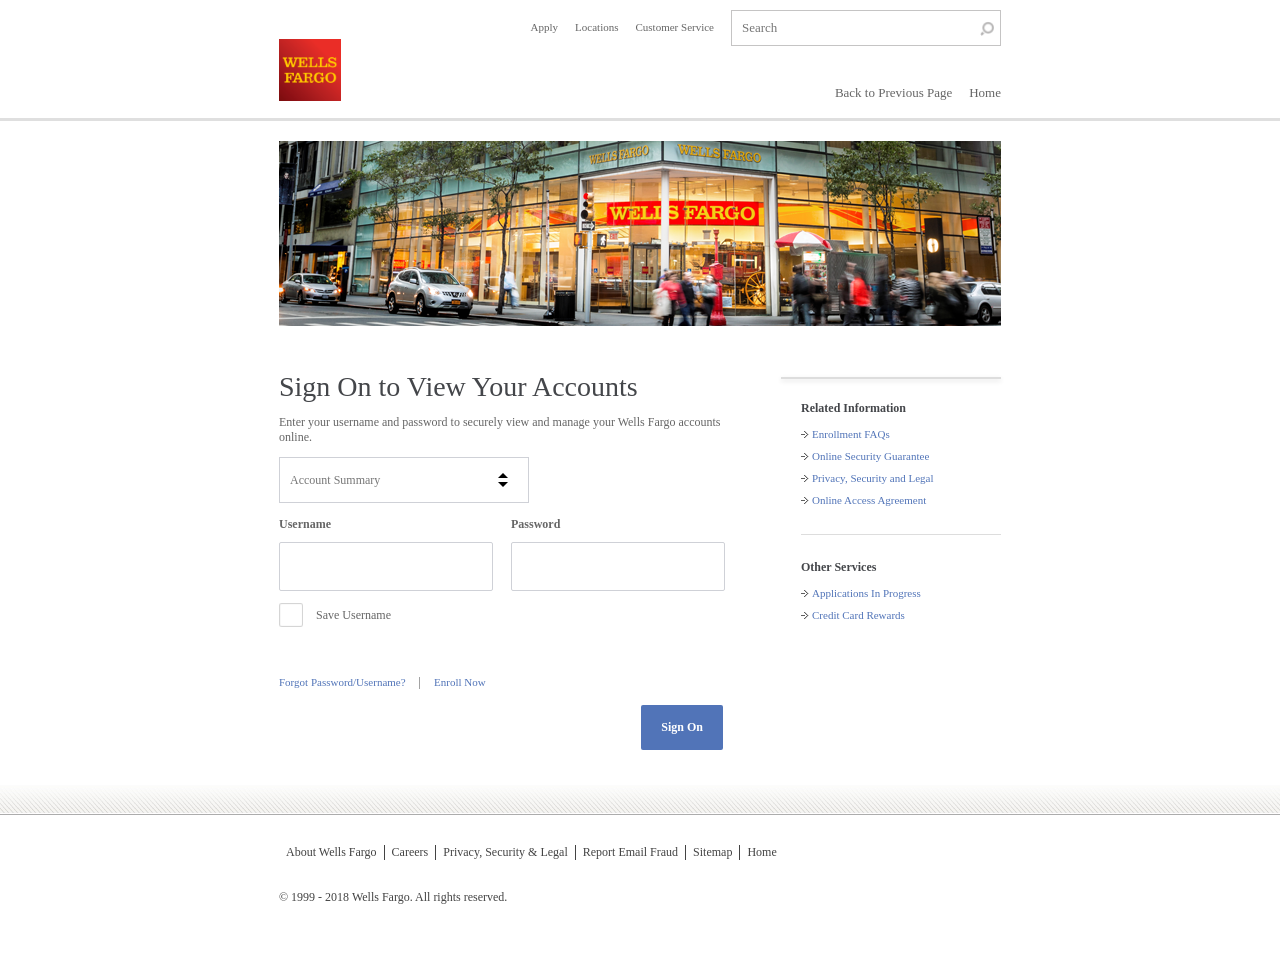 Apply Locations Customer Service Search
WELLS
FARGO
Back to Previous Page Home
WELLS FARGO WELLS FARGO
WELLS FARGO
Sign On to View Your Accounts
Enter your username and password to securely view and manage your Wells Fargo accounts
online.
Account Summary
Username Password
Save Username
Forgot Password/Username? Enroll Now
Sign On
Related Information
Enrollment FAQs
Online Security Guarantee
Privacy, Security and Legal
Online Access Agreement
Other Services
Applications In Progress
Credit Card Rewards
About Wells Fargo Careers Privacy, Security & Legal Report Email Fraud Sitemap Home
© 1999 - 2018 Wells Fargo. All rights reserved.